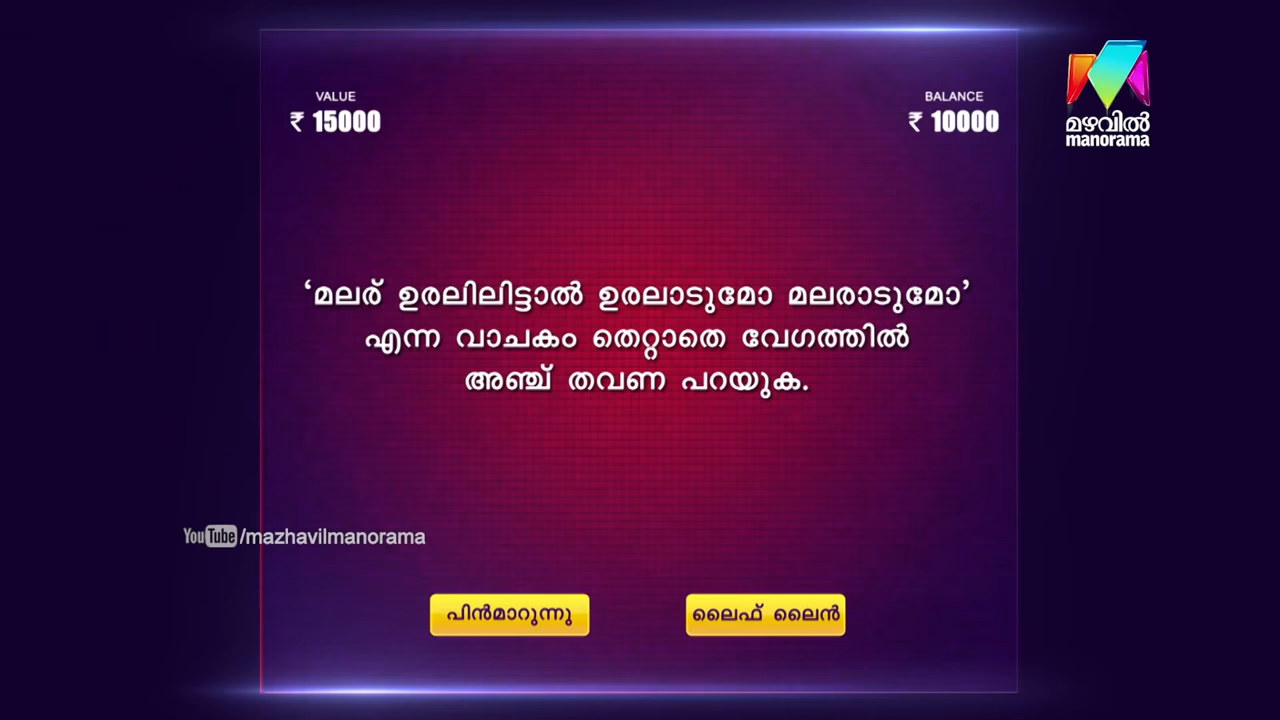 VALUE
₹ 15000
BALANCE
₹ 10000
മഴവിൽ
manorama
‘മലര് ഉരലിലിട്ടാൽ ഉരലാടുമോ മലരാടുമോ’
എന്ന വാചകം തെറ്റാതെ വേഗത്തിൽ
അഞ്ച് തവണ പറയുക.
YouTube/mazhavilmanorama
പിൻമാറുന്നു
ലൈഫ് ലൈൻ